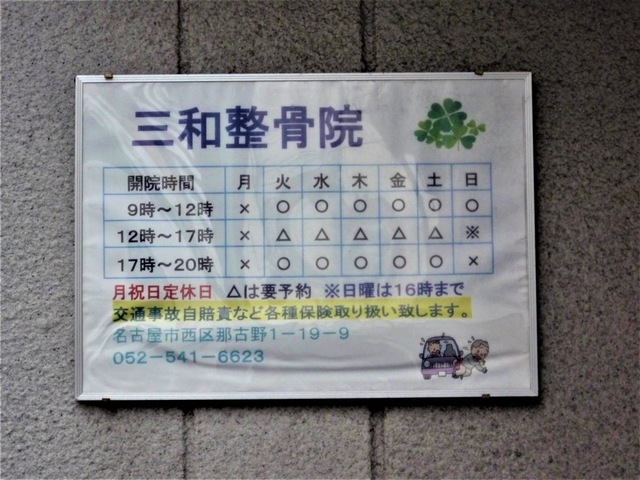 三和整骨院
開院時間 月 火 水 木 金 土 日
9時～12時 × ○ ○ ○ ○ ○ ○
12時～17時 × △ △ △ △ △ ※
17時～20時 × ○ ○ ○ ○ ○ ×
月祝日定休日 △は要予約 ※日曜は16時まで
交通事故自賠責など各種保険取り扱い致します。
名古屋市西区那古野1－19－9
052－541－6623